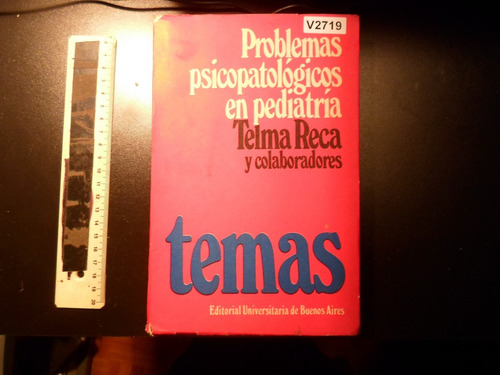 V2719
Problemas
psicopatológicos
en pediatría
Telma Reca
y colaboradores
temas
Editorial Universitaria de Buenos Aires